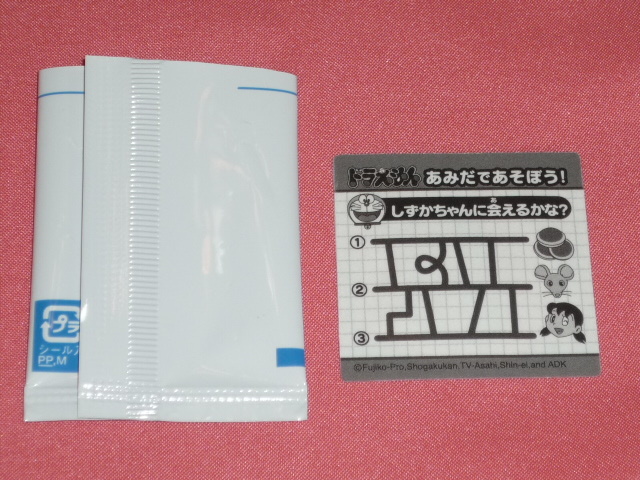 プラ
シール
PP,M
ドラえもん あみだであそぼう!
あ
しずかちゃんに会えるかな?
①
②
③
©Fujiko-Pro,Shogakukan,TV-Asahi,Shin-ei,and ADK